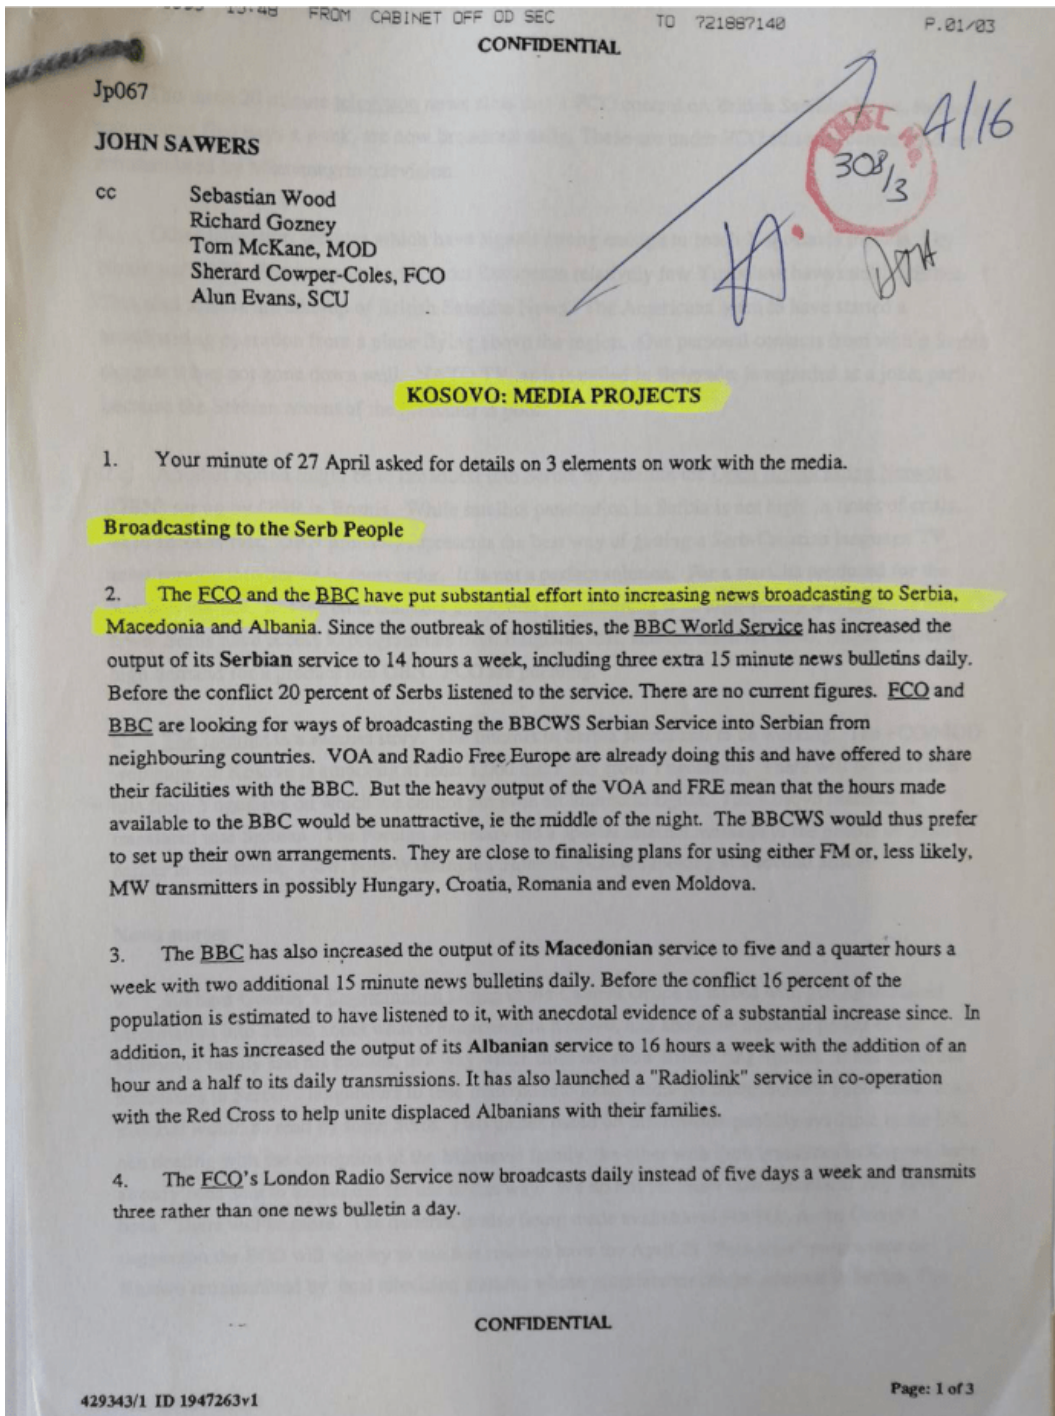 15:48 FROM CABINET OFF OD SEC TO 721887140 P.01/03
CONFIDENTIAL
4/16
308/3
Jp067
JOHN SAWERS
cc Sebastian Wood
Richard Gozney
Tom McKane, MOD
Sherard Cowper-Coles, FCO
Alun Evans, SCU
KOSOVO: MEDIA PROJECTS
1. Your minute of 27 April asked for details on 3 elements on work with the media.
Broadcasting to the Serb People
2. The FCO and the BBC have put substantial effort into increasing news broadcasting to Serbia,
Macedonia and Albania. Since the outbreak of hostilities, the BBC World Service has increased the
output of its Serbian service to 14 hours a week, including three extra 15 minute news bulletins daily.
Before the conflict 20 percent of Serbs listened to the service. There are no current figures. FCO and
BBC are looking for ways of broadcasting the BBCWS Serbian Service into Serbian from
neighbouring countries. VOA and Radio Free Europe are already doing this and have offered to share
their facilities with the BBC. But the heavy output of the VOA and FRE mean that the hours made
available to the BBC would be unattractive, ie the middle of the night. The BBCWS would thus prefer
to set up their own arrangements. They are close to finalising plans for using either FM or, less likely,
MW transmitters in possibly Hungary, Croatia, Romania and even Moldova.
3. The BBC has also increased the output of its Macedonian service to five and a quarter hours a
week with two additional 15 minute news bulletins daily. Before the conflict 16 percent of the
population is estimated to have listened to it, with anecdotal evidence of a substantial increase since. In
addition, it has increased the output of its Albanian service to 16 hours a week with the addition of an
hour and a half to its daily transmissions. It has also launched a "Radiolink" service in co-operation
with the Red Cross to help unite displaced Albanians with their families.
4. The FCO's London Radio Service now broadcasts daily instead of five days a week and transmits
three rather than one news bulletin a day.
CONFIDENTIAL
429343/1 ID 1947263v1
Page: 1 of 3